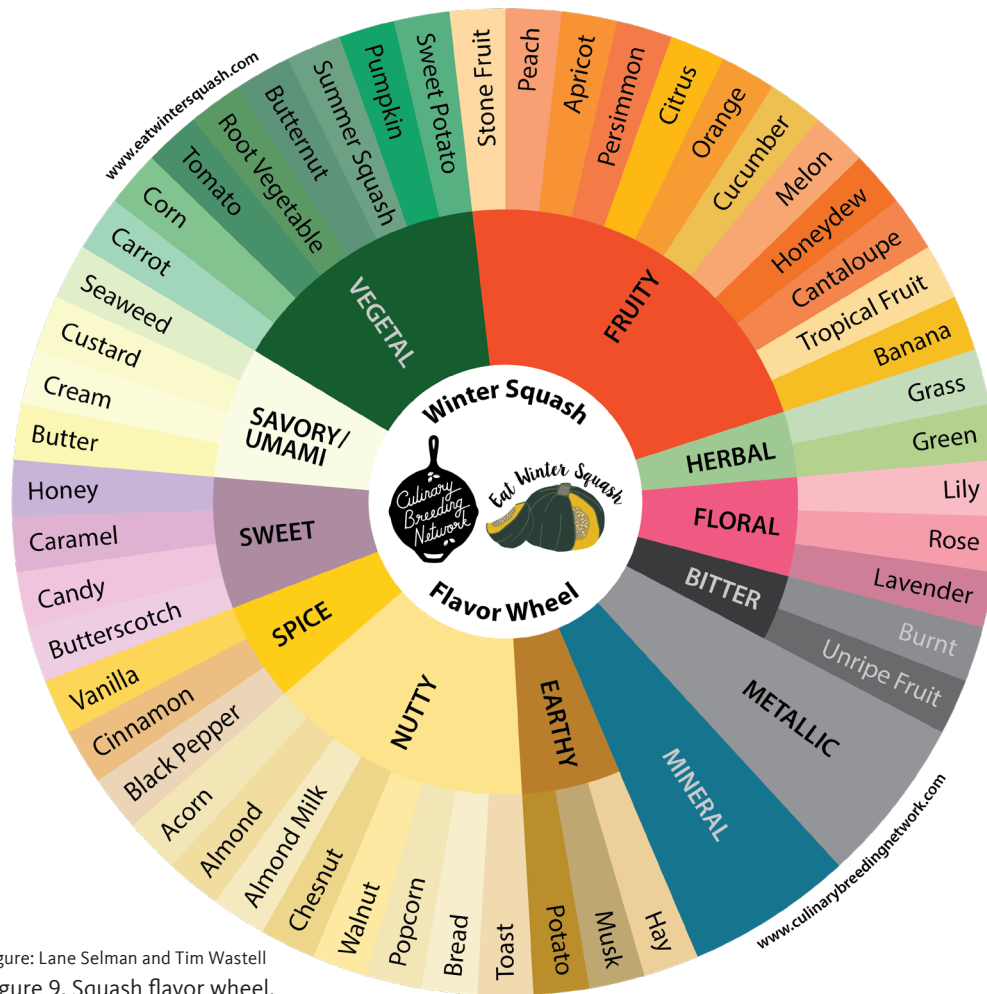 www.eatwintersquash.com
Stone Fruit
Peach
Apricot
Persimmon
Citrus
Orange
Cucumber
Melon
Honeydew
Cantaloupe
Tropical Fruit
Banana
Grass
Green
Lily
Rose
Lavender
Burnt
Unripe Fruit
Hay
Musk
Potato
Toast
Bread
Popcorn
Walnut
Chesnut
Almond Milk
Almond
Acorn
Black Pepper
Cinnamon
Vanilla
Butterscotch
Candy
Caramel
Honey
Butter
Cream
Custard
Seaweed
Carrot
Corn
Tomato
Root Vegetable
Butternut
Summer Squash
Pumpkin
Sweet Potato
FRUITY
HERBAL
FLORAL
BITTER
METALLIC
MINERAL
EARTHY
NUTTY
SPICE
SWEET
SAVORY/
UMAMI
VEGETAL
Winter Squash
Culinary
Breeding
Network
Eat Winter Squash
Flavor Wheel
www.culinarybreedingnetwork.com
gure: Lane Selman and Tim Wastell
gure 9. Squash flavor wheel.